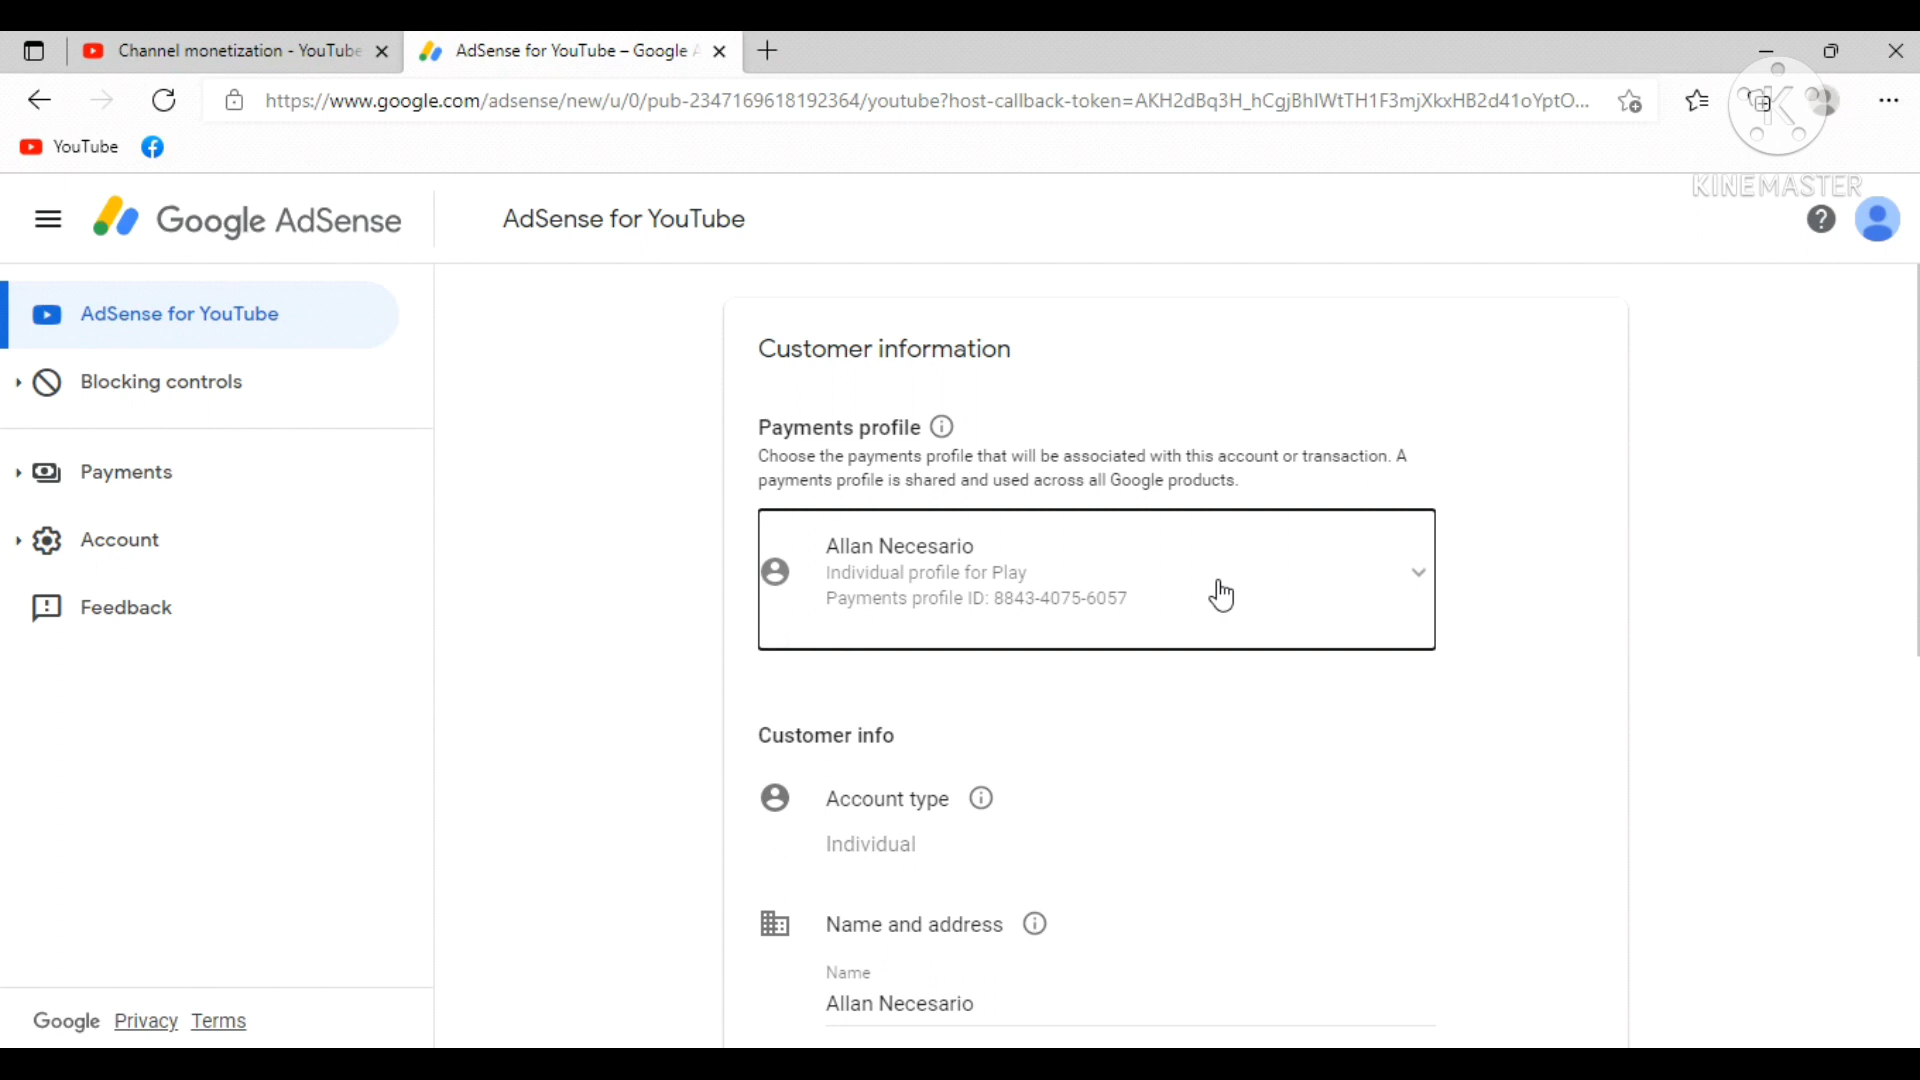 Channel monetization - YouTube
AdSense for YouTube – Google A
https://www.google.com/adsense/new/u/0/pub-2347169618192364/youtube?host-callback-token=AKH2dBq3H_hCgjBhIWtTH1F3mjXkxHB2d41oYptO...
YouTube
K
KINEMASTER
Google AdSense
AdSense for YouTube
AdSense for YouTube
Blocking controls
Payments
Account
Feedback
Google Privacy Terms
Customer information
Payments profile
Choose the payments profile that will be associated with this account or transaction. A
payments profile is shared and used across all Google products.
Allan Necesario
Individual profile for Play
Payments profile ID: 8843-4075-6057
Customer info
Account type
Individual
Name and address
Name
Allan Necesario